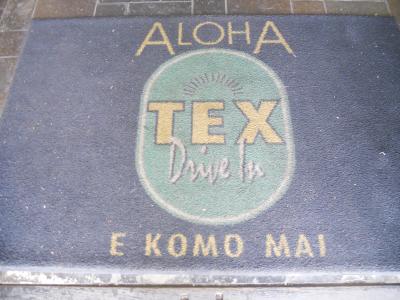 ALOHA
TEX
Drive In
E KOMO MAI